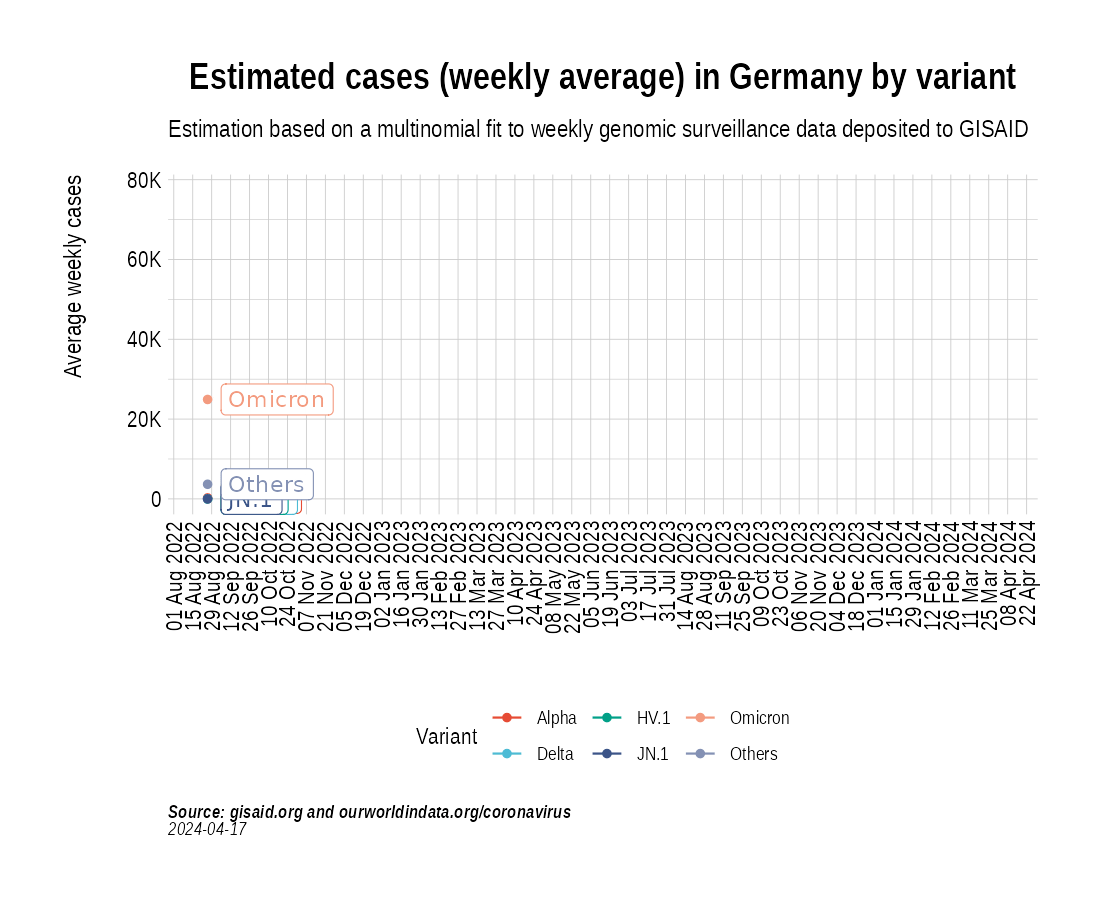 Estimated cases (weekly average) in Germany by variant
Estimation based on a multinomial fit to weekly genomic surveillance data deposited to GISAID
Average weekly cases
80K
60K
40K
20K
0
Omicron
Others
JN.1
01 Aug 2022
15 Aug 2022
29 Aug 2022
12 Sep 2022
26 Sep 2022
10 Oct 2022
24 Oct 2022
07 Nov 2022
21 Nov 2022
05 Dec 2022
19 Dec 2022
02 Jan 2023
16 Jan 2023
30 Jan 2023
13 Feb 2023
27 Feb 2023
13 Mar 2023
27 Mar 2023
10 Apr 2023
24 Apr 2023
08 May 2023
22 May 2023
05 Jun 2023
19 Jun 2023
03 Jul 2023
17 Jul 2023
31 Jul 2023
14 Aug 2023
28 Aug 2023
11 Sep 2023
25 Sep 2023
09 Oct 2023
23 Oct 2023
06 Nov 2023
20 Nov 2023
04 Dec 2023
18 Dec 2023
01 Jan 2024
15 Jan 2024
29 Jan 2024
12 Feb 2024
26 Feb 2024
11 Mar 2024
25 Mar 2024
08 Apr 2024
22 Apr 2024
Variant
Alpha
HV.1
Omicron
Delta
JN.1
Others
Source: gisaid.org and ourworldindata.org/coronavirus
2024-04-17